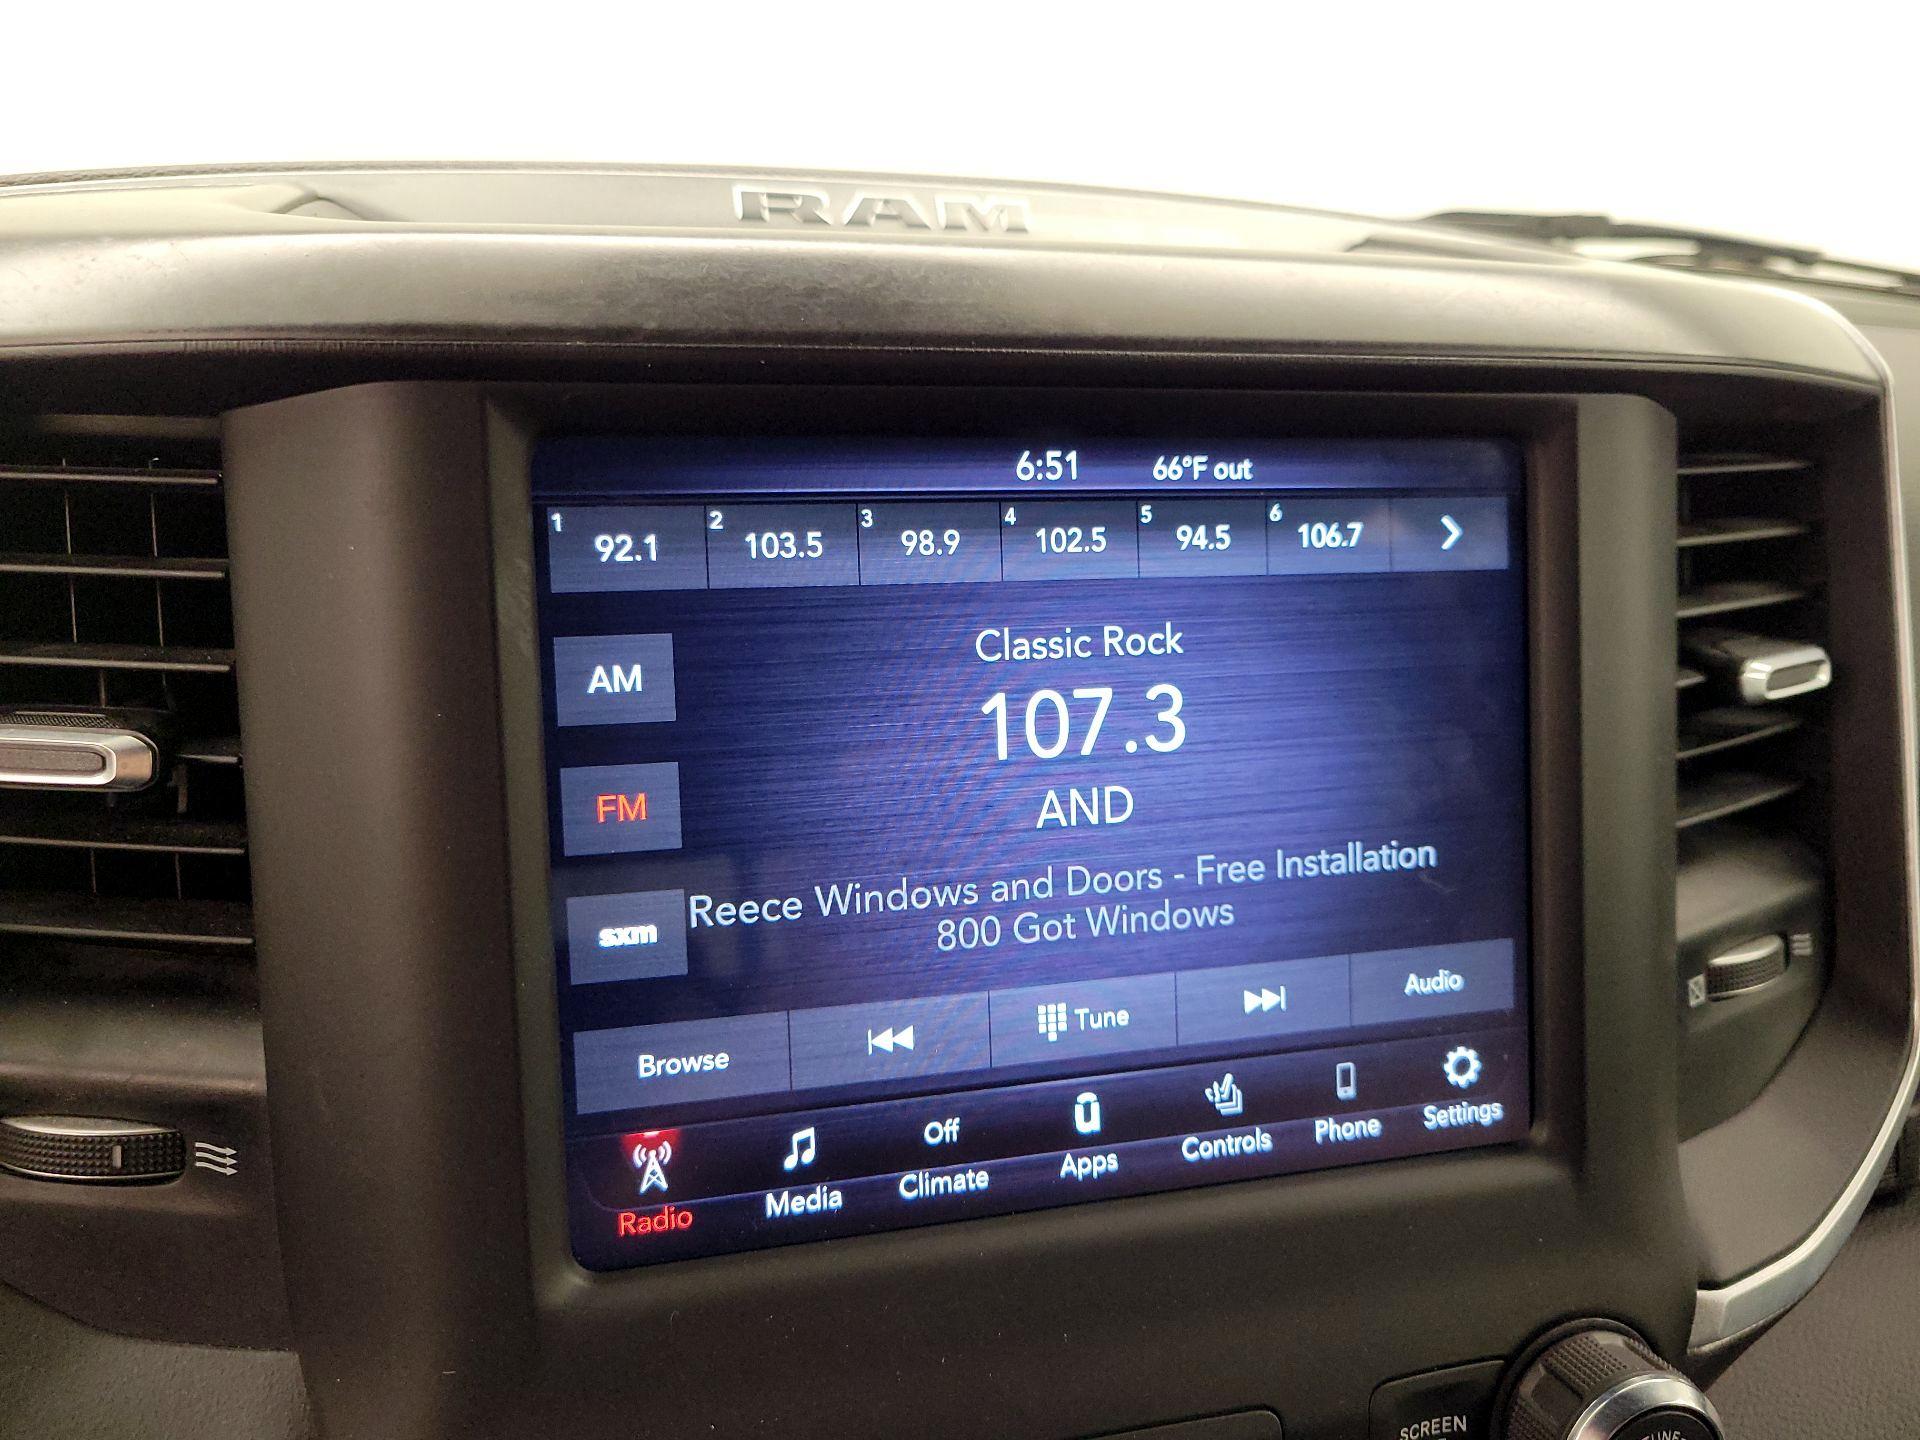 RAM
6:51 66°F out
1 92.1 2 103.5 3 98.9 4 102.5 5 94.5 6 106.7
Classic Rock
AM
107.3
FM
AND
Reece Windows and Doors - Free Installation
800 Got Windows
sxm
Browse Tune Audio
Off
Radio Media Climate Apps Controls Phone Settings
SCREEN